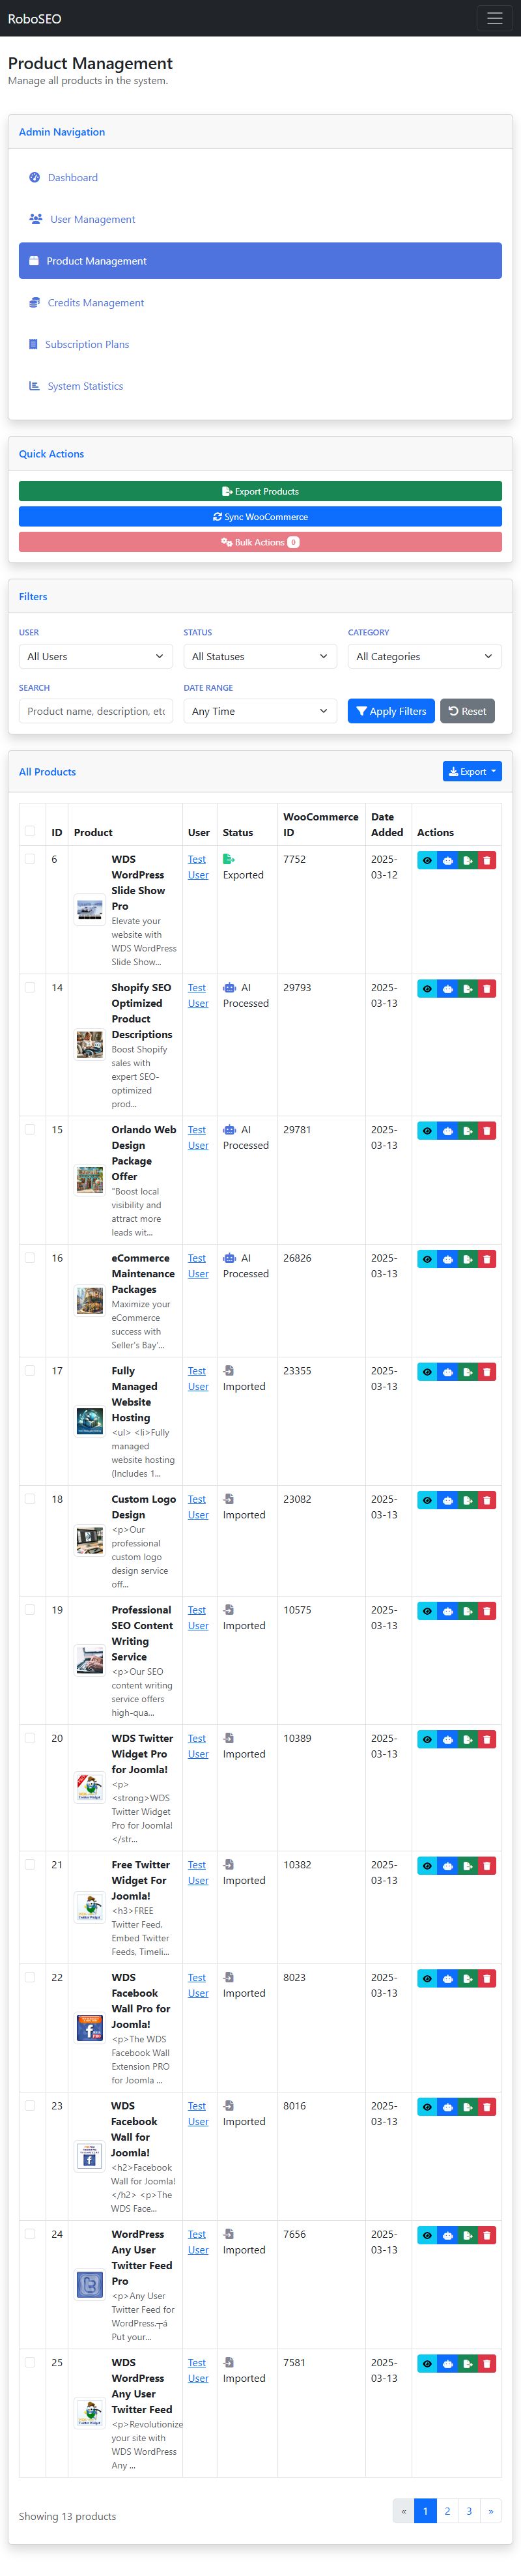 RoboSEO
Product Management
Manage all products in the system.
Admin Navigation
Dashboard
User Management
Product Management
Credits Management
Subscription Plans
System Statistics
Quick Actions
Export Products
Sync WooCommerce
Bulk Actions 0
Filters
USER
STATUS
CATEGORY
All Users
All Statuses
All Categories
SEARCH
DATE RANGE
Product name, description, etc
Any Time
Apply Filters
Reset
All Products
Export
ID
Product
User
Status
WooCommerce
ID
Date
Added
Actions
6
WDS
WordPress
Slide Show
Pro
Elevate your
website with
WDS WordPress
Slide Show...
Test
User
Exported
7752
2025-
03-12
14
Shopify SEO
Optimized
Product
Descriptions
Boost Shopify
sales with
expert SEO-
optimized
prod...
Test
User
AI
Processed
29793
2025-
03-13
15
Orlando Web
Design
Package
Offer
"Boost local
visibility and
attract more
leads wit...
Test
User
AI
Processed
29781
2025-
03-13
16
eCommerce
Maintenance
Packages
Maximize your
eCommerce
success with
Seller's Bay'...
Test
User
AI
Processed
26826
2025-
03-13
17
Fully
Managed
Website
Hosting
<ul> <li>Fully
managed
website hosting
(Includes 1...
Test
User
Imported
23355
2025-
03-13
18
Custom Logo
Design
<p>Our
professional
custom logo
design service
off...
Test
User
Imported
23082
2025-
03-13
19
Professional
SEO Content
Writing
Service
<p>Our SEO
content writing
service offers
high-qua...
Test
User
Imported
10575
2025-
03-13
20
WDS Twitter
Widget Pro
for Joomla!
<p>
<strong>WDS
Twitter Widget
Pro for Joomla!
</str...
Test
User
Imported
10389
2025-
03-13
21
Free Twitter
Widget For
Joomla!
<h3>FREE
Twitter Feed,
Embed Twitter
Feeds, Timeli...
Test
User
Imported
10382
2025-
03-13
22
WDS
Facebook
Wall Pro for
Joomla!
<p>The WDS
Facebook Wall
Extension PRO
for Joomla ...
Test
User
Imported
8023
2025-
03-13
23
WDS
Facebook
Wall for
Joomla!
<h2>Facebook
Wall for Joomla!
</h2> <p>The
WDS Face...
Test
User
Imported
8016
2025-
03-13
24
WordPress
Any User
Twitter Feed
Pro
<p>Any User
Twitter Feed for
WordPress.┬á
Put your...
Test
User
Imported
7656
2025-
03-13
25
WDS
WordPress
Any User
Twitter Feed
<p>Revolutionize
your site with
WDS WordPress
Any ...
Test
User
Imported
7581
2025-
03-13
Showing 13 products
« 1 2 3 »